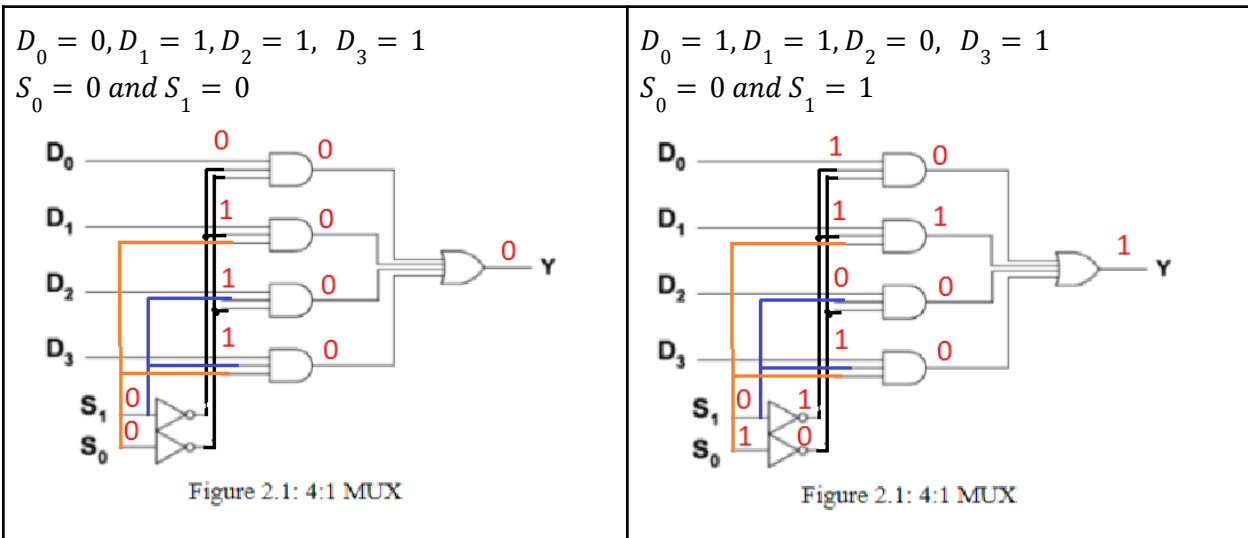 D0 = 0, D1 = 1, D2 = 1, D3 = 1
S0 = 0 and S1 = 0
D0 0 0
D1 1 0
0 Y
D2 1 0
D3 1 0
S1 0
S0 0
Figure 2.1: 4:1 MUX
D0 = 1, D1 = 1, D2 = 0, D3 = 1
S0 = 0 and S1 = 1
D0 1 0
D1 1 1
1 Y
D2 0 0
D3 1 0
S1 0 1
S0 1 0
Figure 2.1: 4:1 MUX